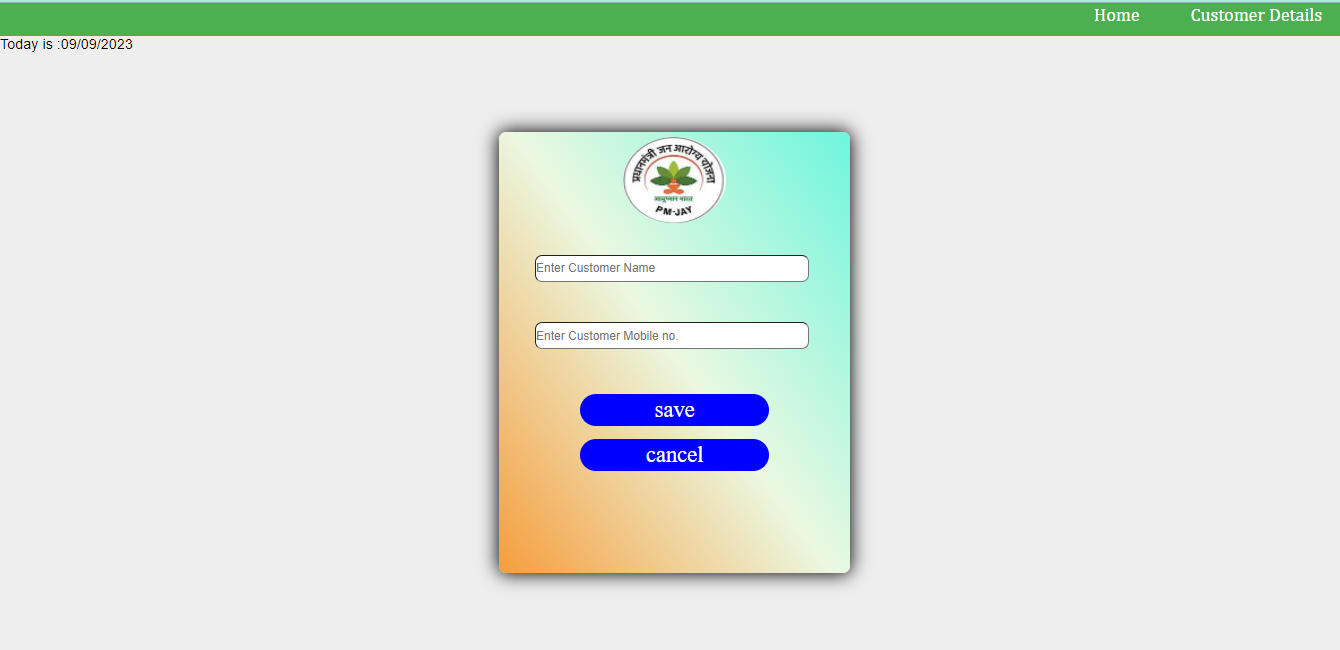 Home Customer Details
Today is :09/09/2023
प्रधानमंत्री जन आरोग्य योजना
आयुष्मान भारत
PM-JAY
Enter Customer Name
Enter Customer Mobile no.
save
cancel